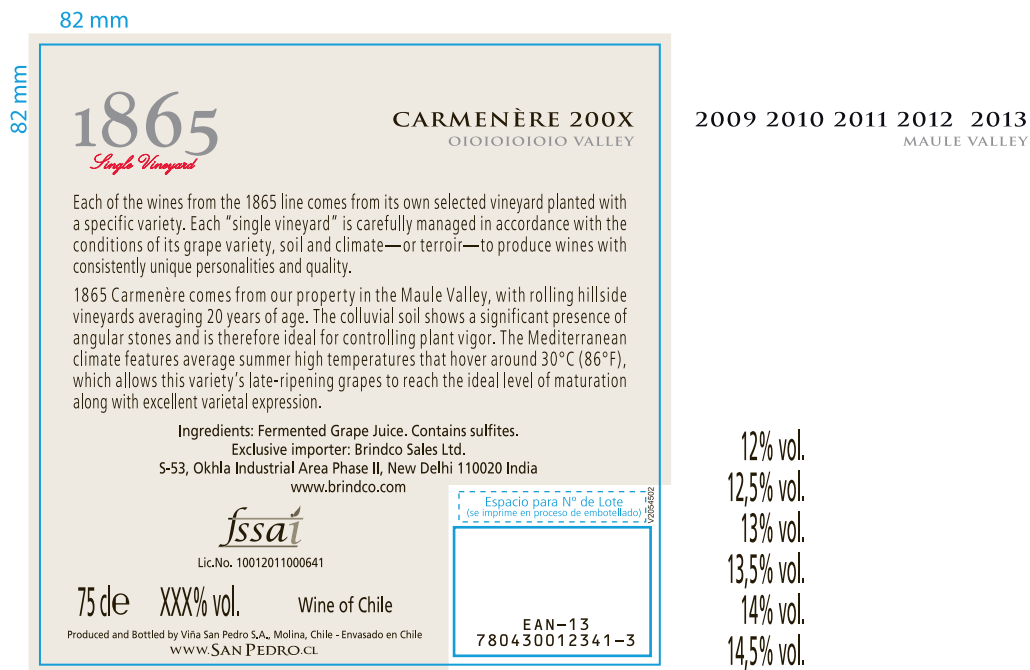 82 mm
82 mm
1865
Single Vineyard
CARMENÈRE 200X
OIOIOIOIOIO VALLEY
2009 2010 2011 2012 2013
MAULE VALLEY
Each of the wines from the 1865 line comes from its own selected vineyard planted with
a specific variety. Each “single vineyard” is carefully managed in accordance with the
conditions of its grape variety, soil and climate—or terroir—to produce wines with
consistently unique personalities and quality.
1865 Carmenère comes from our property in the Maule Valley, with rolling hillside
vineyards averaging 20 years of age. The colluvial soil shows a significant presence of
angular stones and is therefore ideal for controlling plant vigor. The Mediterranean
climate features average summer high temperatures that hover around 30°C (86°F),
which allows this variety’s late-ripening grapes to reach the ideal level of maturation
along with excellent varietal expression.
Ingredients: Fermented Grape Juice. Contains sulfites.
Exclusive importer: Brindco Sales Ltd.
S-53, Okhla Industrial Area Phase II, New Delhi 110020 India
www.brindco.com
fssai
Lic.No. 10012011000641
75 cl e XXX% vol. Wine of Chile
Produced and Bottled by Viña San Pedro S.A., Molina, Chile - Envasado en Chile
WWW.SANPEDRO.CL
Espacio para Nº de Lote
(se imprime en proceso de embotellado)
V2054502
EAN-13
780430012341-3
12% vol.
12,5% vol.
13% vol.
13,5% vol.
14% vol.
14,5% vol.